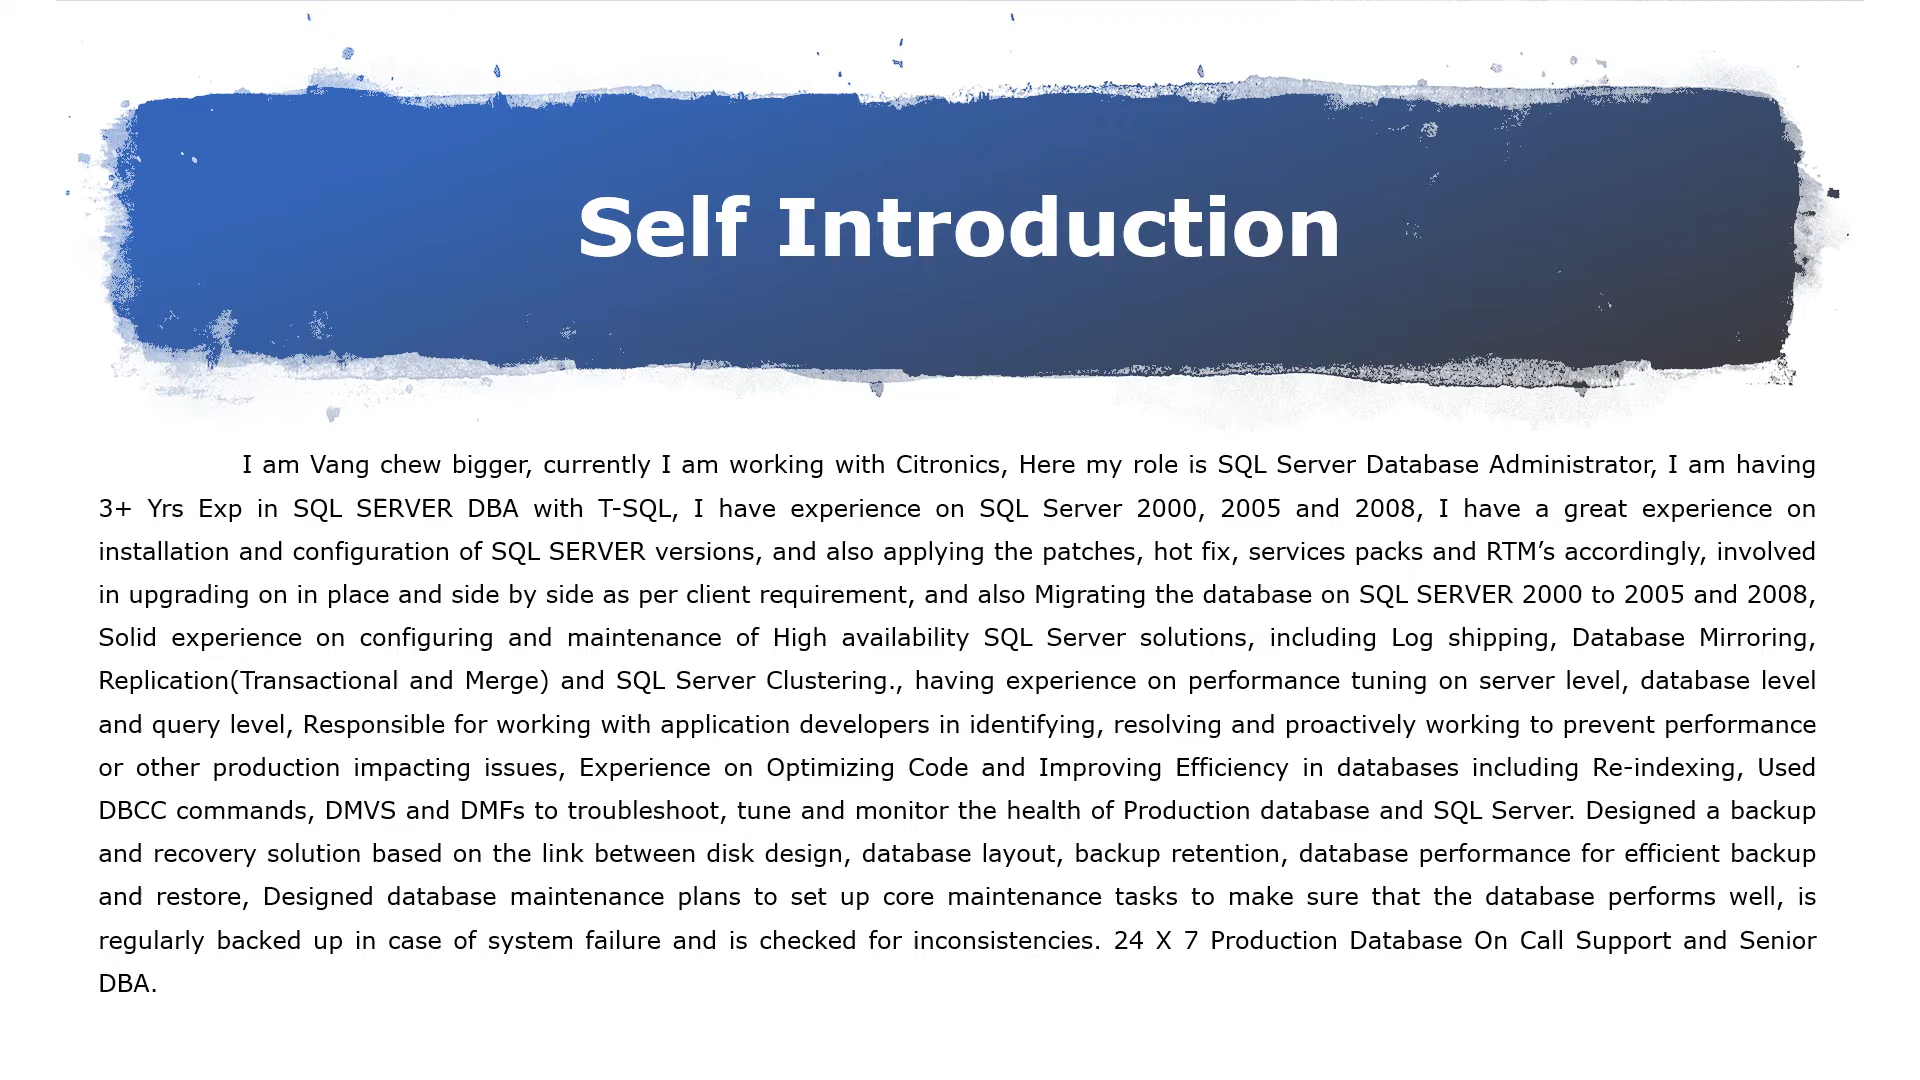 Self Introduction
I am Vang chew bigger, currently I am working with Citronics, Here my role is SQL Server Database Administrator, I am having
3+ Yrs Exp in SQL SERVER DBA with T-SQL, I have experience on SQL Server 2000, 2005 and 2008, I have a great experience on
installation and configuration of SQL SERVER versions, and also applying the patches, hot fix, services packs and RTM’s accordingly, involved
in upgrading on in place and side by side as per client requirement, and also Migrating the database on SQL SERVER 2000 to 2005 and 2008,
Solid experience on configuring and maintenance of High availability SQL Server solutions, including Log shipping, Database Mirroring,
Replication(Transactional and Merge) and SQL Server Clustering., having experience on performance tuning on server level, database level
and query level, Responsible for working with application developers in identifying, resolving and proactively working to prevent performance
or other production impacting issues, Experience on Optimizing Code and Improving Efficiency in databases including Re-indexing, Used
DBCC commands, DMVS and DMFs to troubleshoot, tune and monitor the health of Production database and SQL Server. Designed a backup
and recovery solution based on the link between disk design, database layout, backup retention, database performance for efficient backup
and restore, Designed database maintenance plans to set up core maintenance tasks to make sure that the database performs well, is
regularly backed up in case of system failure and is checked for inconsistencies. 24 X 7 Production Database On Call Support and Senior
DBA.